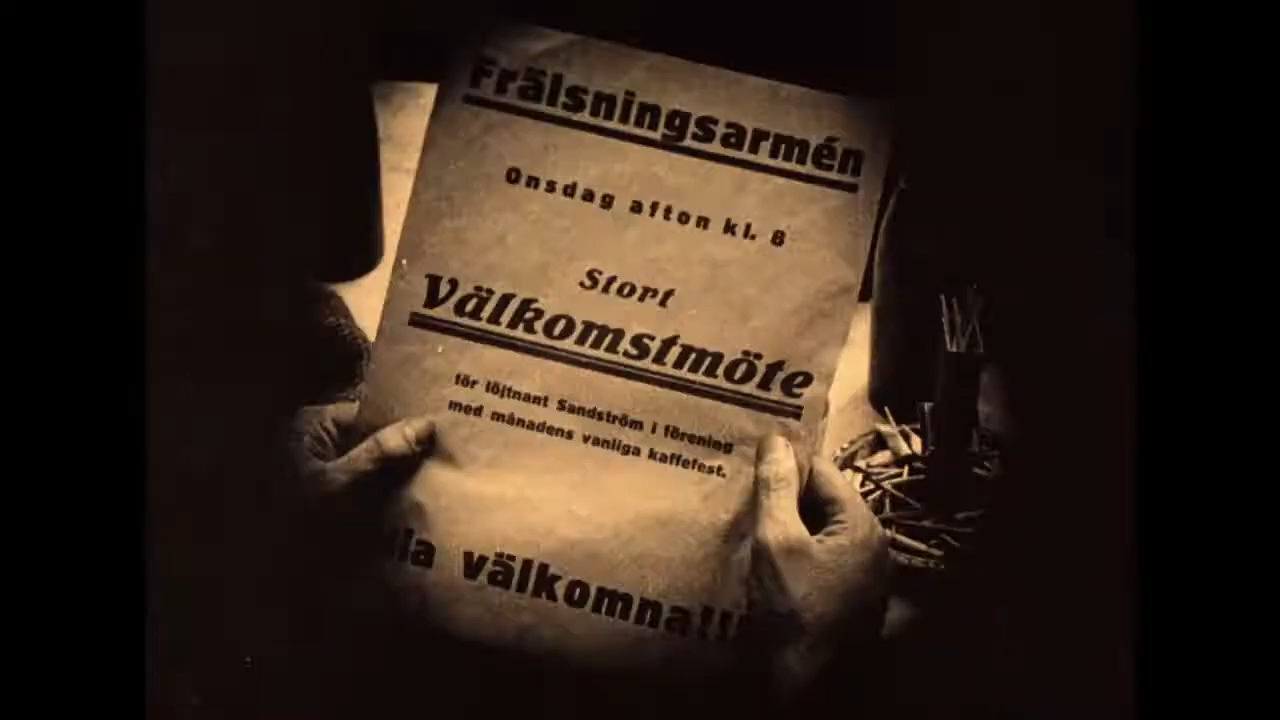 Frälsningsarmén
Onsdag afton kl. 8
Stort
Välkomstmöte
för löjtnant Sandström i förening
med månadens vanliga kaffefest.
välkomna!!!